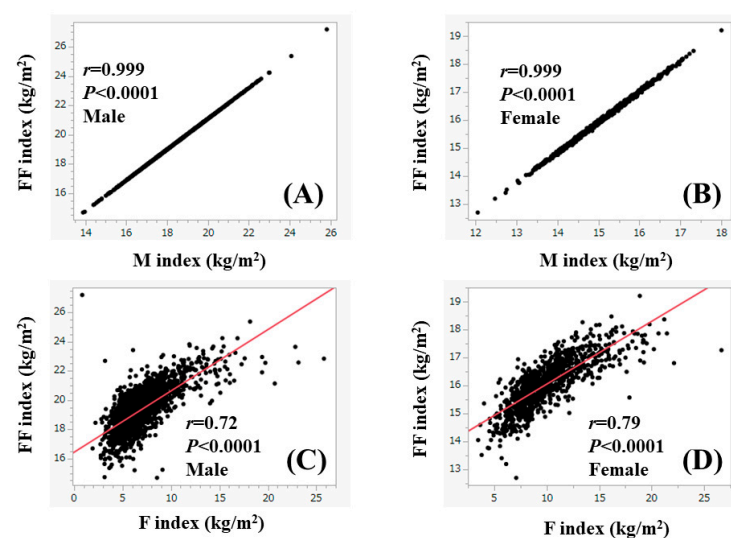 FF index (kg/m²)
26
24
22
20
18
16
14 16 18 20 22 24 26
r=0.999
P<0.0001
Male
(A)
M index (kg/m²)
FF index (kg/m²)
19
18
17
16
15
14
13
12 13 14 15 16 17 18
r=0.999
P<0.0001
Female
(B)
M index (kg/m²)
FF index (kg/m²)
26
24
22
20
18
16
0 5 10 15 20 25
r=0.72
P<0.0001
Male
(C)
F index (kg/m²)
FF index (kg/m²)
19
18
17
16
15
14
13
5 10 15 20 25
r=0.79
P<0.0001
Female
(D)
F index (kg/m²)